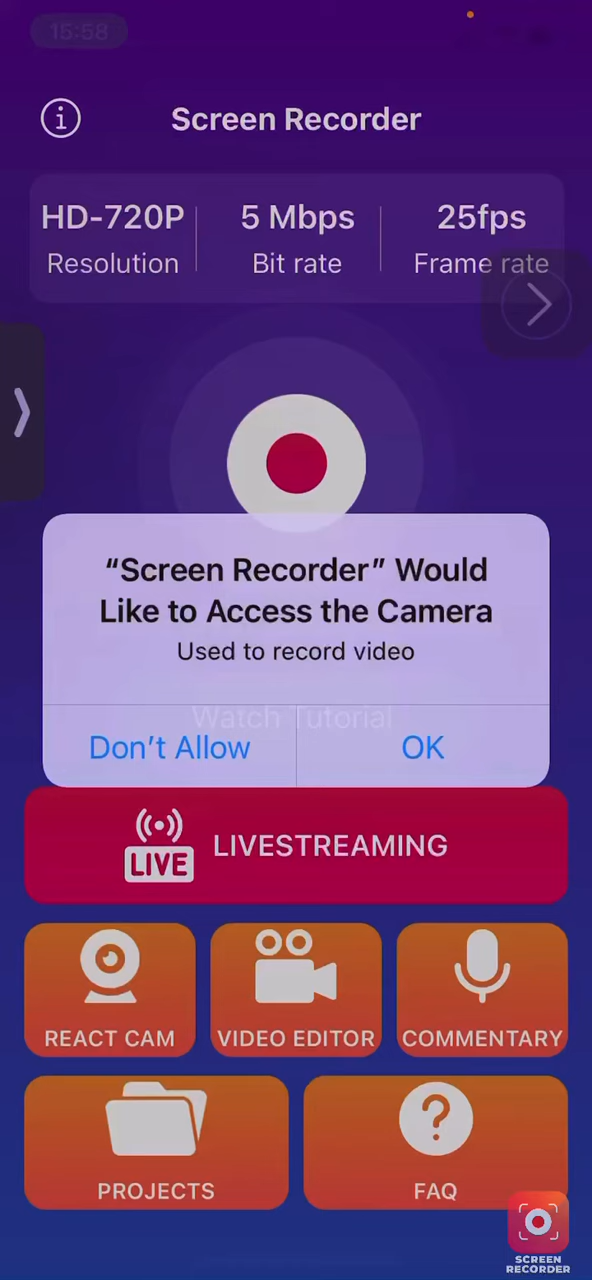 15:58
Screen Recorder
HD-720P
Resolution
5 Mbps
Bit rate
25fps
Frame rate
“Screen Recorder” Would
Like to Access the Camera
Used to record video
Watch Tutorial
Don’t Allow
OK
LIVE
LIVESTREAMING
REACT CAM
VIDEO EDITOR
COMMENTARY
PROJECTS
FAQ
SCREEN
RECORDER